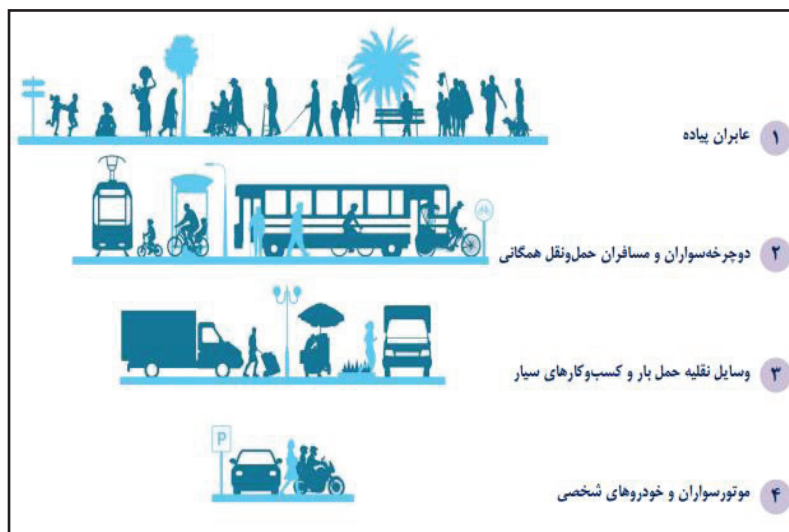 ۱ عابران پیاده
۲ دوچرخه‌سواران و مسافران حمل‌ونقل همگانی
۳ وسایل نقلیه حمل بار و کسب‌وکارهای سیار
P
۴ موتورسواران و خودروهای شخصی